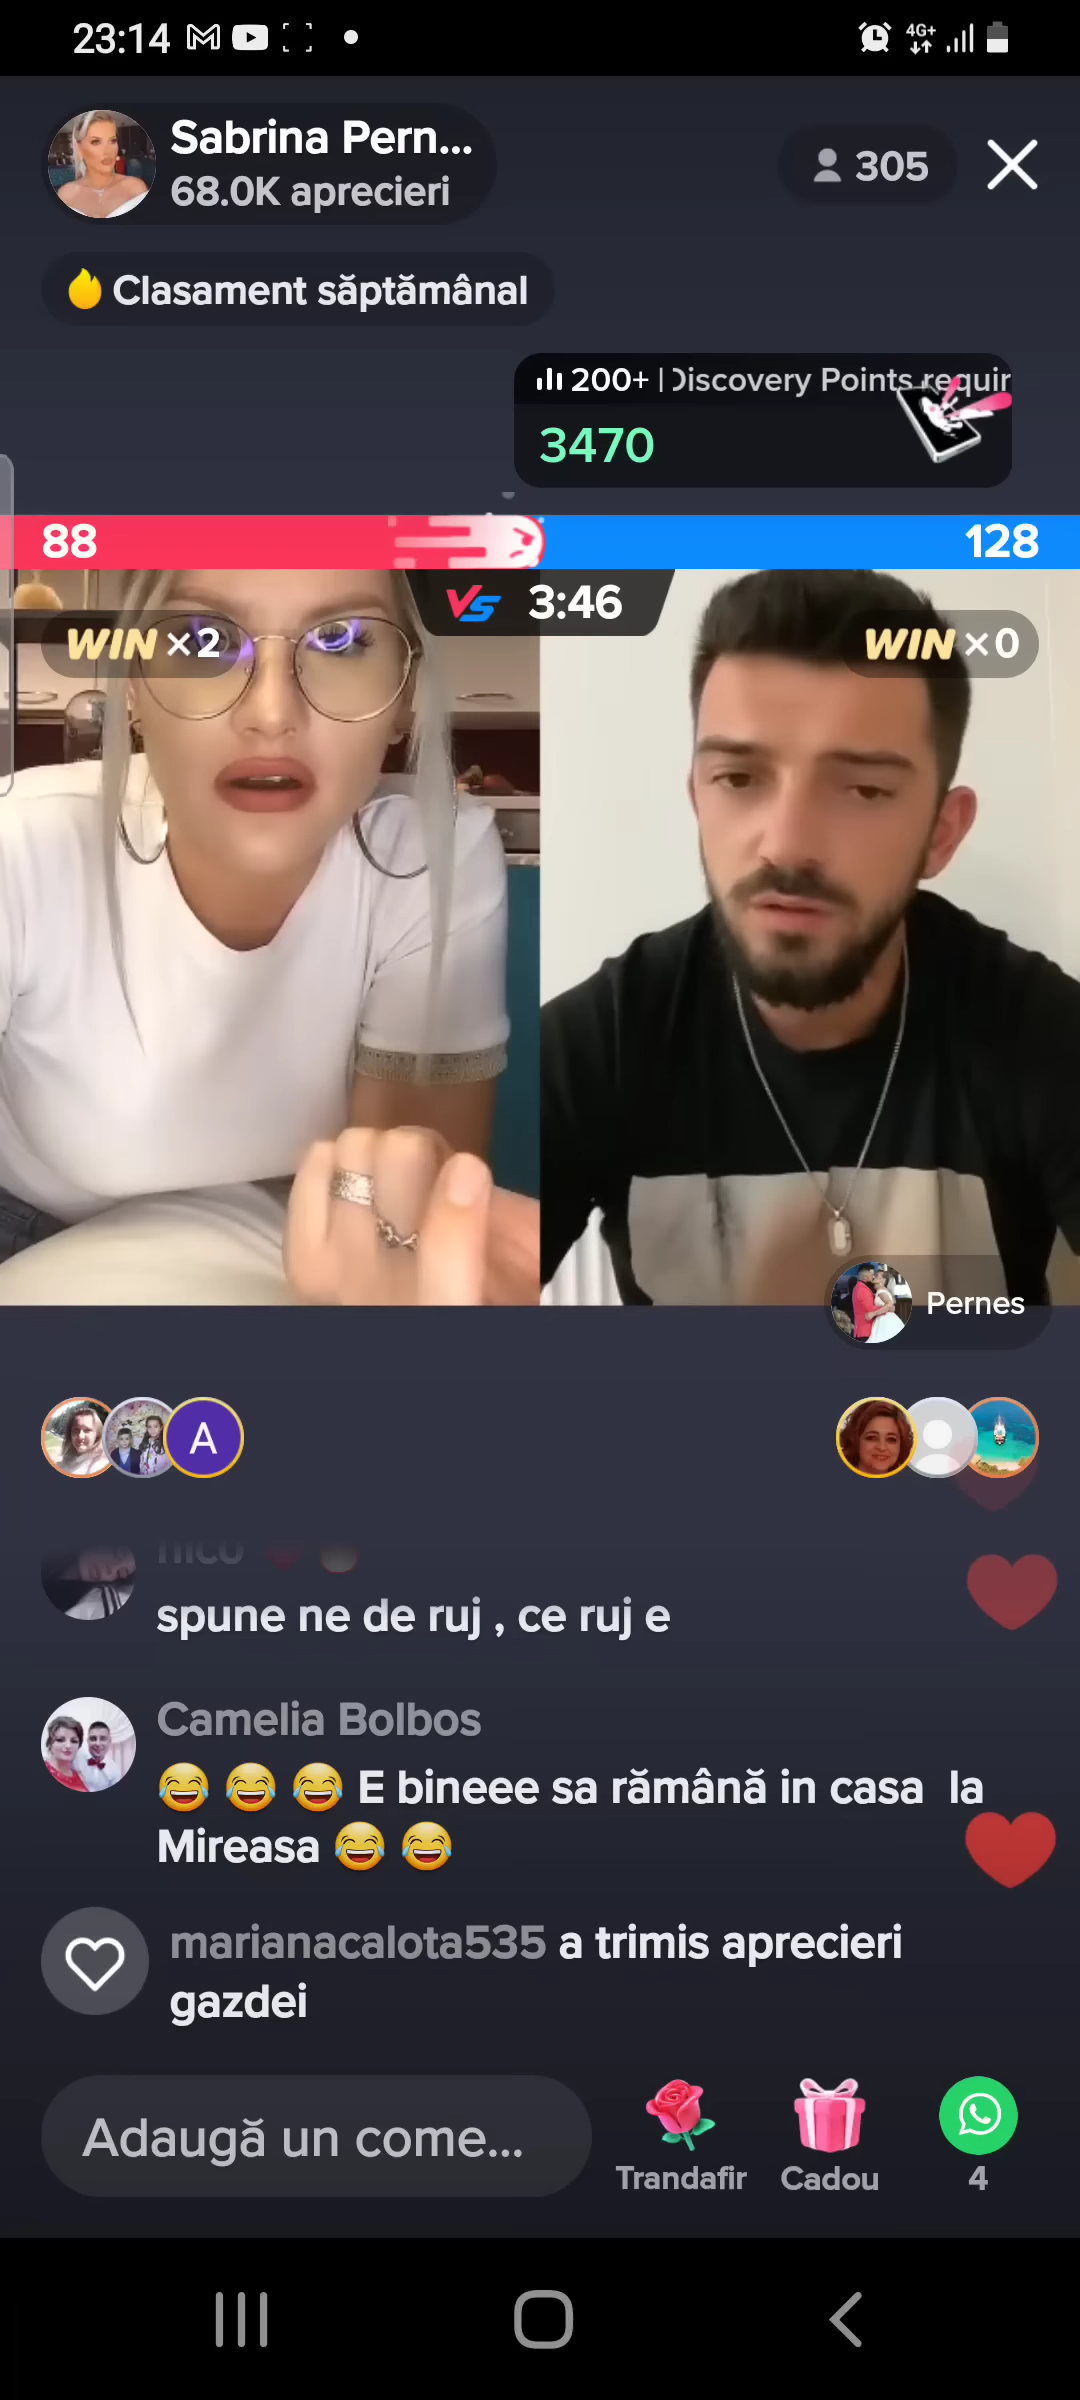 23:14
4G+
Sabrina Pern...
68.0K aprecieri
305
Clasament săptămânal
200+ | Discovery Points requir
3470
88
128
VS 3:46
WIN ×2
WIN ×0
Pernes
A
nico
spune ne de ruj , ce ruj e
Camelia Bolbos
😂 😂 😂 E bineee sa rămână in casa la
Mireasa 😂 😂
marianacalota535 a trimis aprecieri
gazdei
Adaugă un come...
Trandafir
Cadou
4